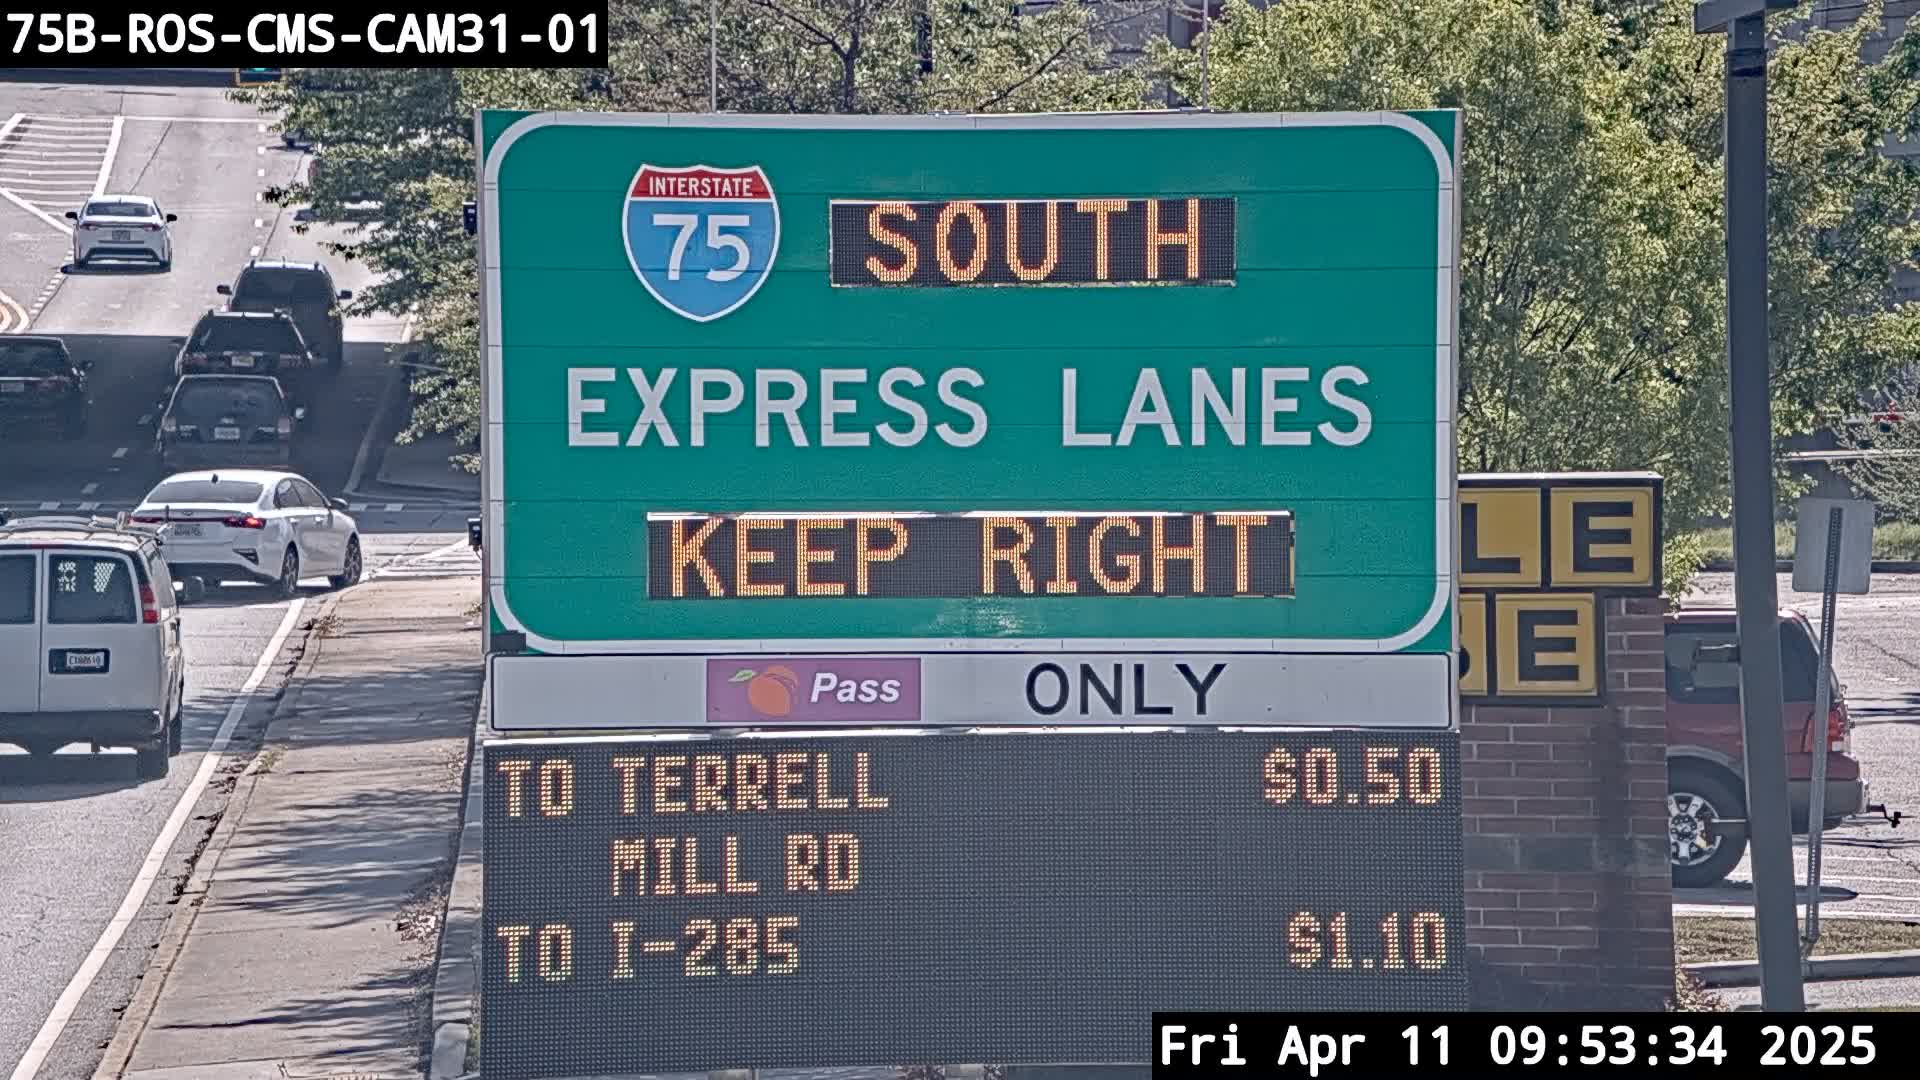 75B-ROS-CMS-CAM31-01
INTERSTATE
75
SOUTH
EXPRESS LANES
KEEP RIGHT
Pass ONLY
TO TERRELL $0.50
MILL RD
TO I-285 $1.10
LE
E
Fri Apr 11 09:53:34 2025